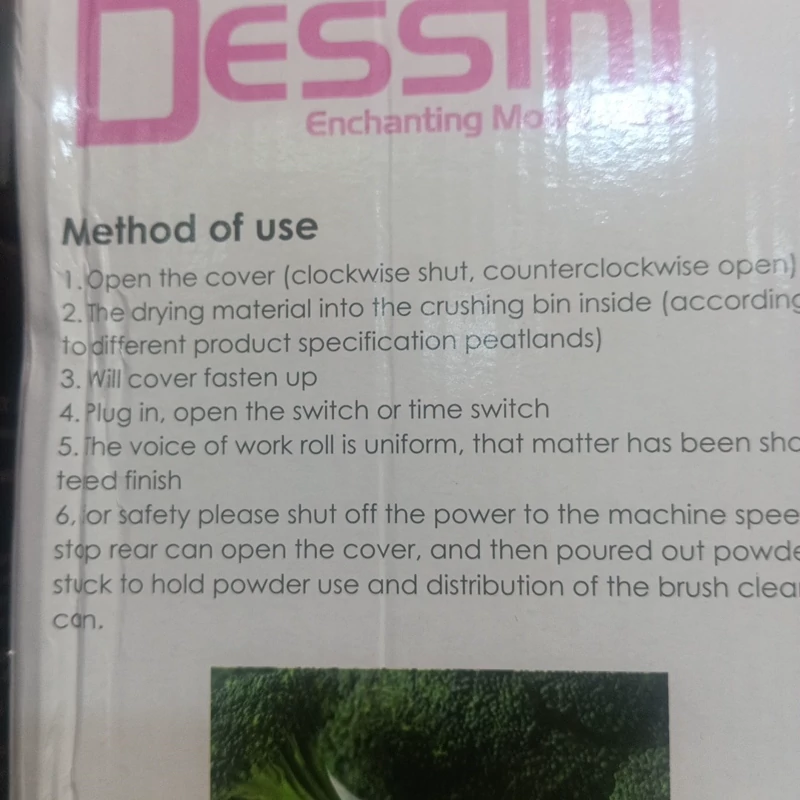 DESSINI
Enchanting
Method of use
1. Open the cover (clockwise shut, counterclockwise open)
2. The drying material into the crushing bin inside (according
to different product specification peatlands)
3. Will cover fasten up
4. Plug in, open the switch or time switch
5. The voice of work roll is uniform, that matter has been sho
teed finish
6, for safety please shut off the power to the machine spee
stop rear can open the cover, and then poured out powde
stuck to hold powder use and distribution of the brush clea
can.